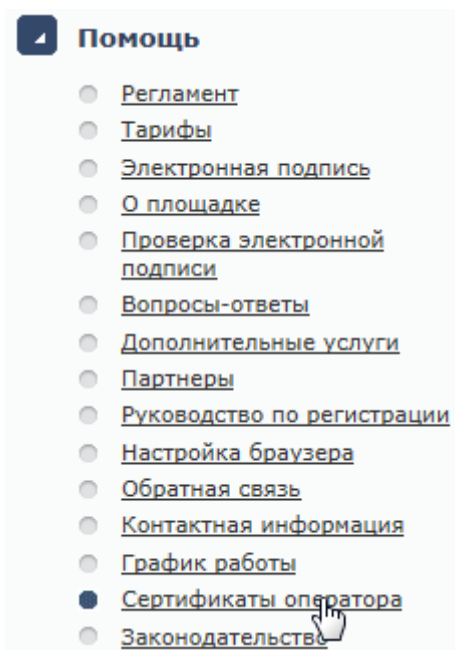 Помощь
Регламент
Тарифы
Электронная подпись
О площадке
Проверка электронной
подписи
Вопросы-ответы
Дополнительные услуги
Партнеры
Руководство по регистрации
Настройка браузера
Обратная связь
Контактная информация
График работы
Сертификаты оператора
Законодательство